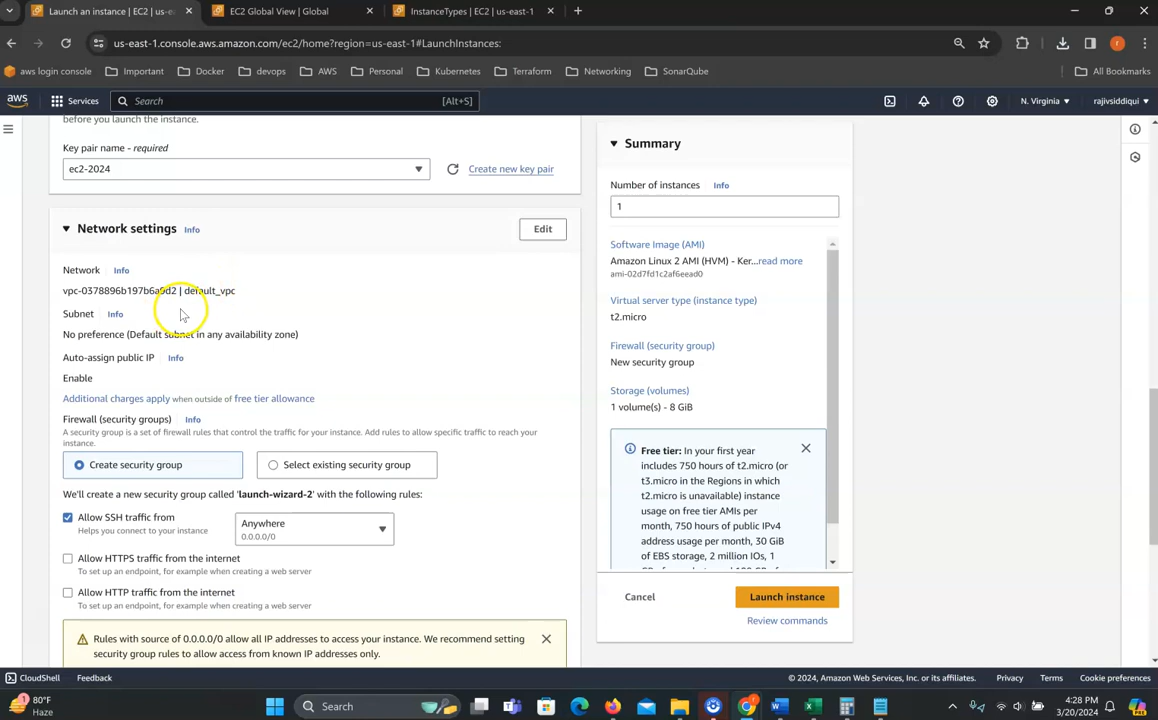 Launch an instance | EC2 | us-e
EC2 Global View | Global
InstanceTypes | EC2 | us-east-1
us-east-1.console.aws.amazon.com/ec2/home?region=us-east-1#LaunchInstances:
aws login console
Important
Docker
devops
AWS
Personal
Kubernetes
Terraform
Networking
SonarQube
All Bookmarks
aws
Services
Search
[Alt+S]
N. Virginia
rajivsiddiqui
before you launch the instance.
Key pair name - required
ec2-2024
Create new key pair
Network settings Info
Edit
Network Info
vpc-0378896b197b6a9d2 | default_vpc
Subnet Info
No preference (Default subnet in any availability zone)
Auto-assign public IP Info
Enable
Additional charges apply when outside of free tier allowance
Firewall (security groups) Info
A security group is a set of firewall rules that control the traffic for your instance. Add rules to allow specific traffic to reach your
instance.
Create security group
Select existing security group
We'll create a new security group called 'launch-wizard-2' with the following rules:
Allow SSH traffic from
Helps you connect to your instance
Anywhere
0.0.0.0/0
Allow HTTPS traffic from the internet
To set up an endpoint, for example when creating a web server
Allow HTTP traffic from the internet
To set up an endpoint, for example when creating a web server
Rules with source of 0.0.0.0/0 allow all IP addresses to access your instance. We recommend setting
security group rules to allow access from known IP addresses only.
Summary
Number of instances Info
1
Software Image (AMI)
Amazon Linux 2 AMI (HVM) - Ker...read more
ami-02d7fd1c2af6eead0
Virtual server type (instance type)
t2.micro
Firewall (security group)
New security group
Storage (volumes)
1 volume(s) - 8 GiB
Free tier: In your first year
includes 750 hours of t2.micro (or
t3.micro in the Regions in which
t2.micro is unavailable) instance
usage on free tier AMIs per
month, 750 hours of public IPv4
address usage per month, 30 GiB
of EBS storage, 2 million IOs, 1
Cancel
Launch instance
Review commands
CloudShell
Feedback
© 2024, Amazon Web Services, Inc. or its affiliates.
Privacy
Terms
Cookie preferences
80°F
Haze
Search
4:28 PM
3/20/2024